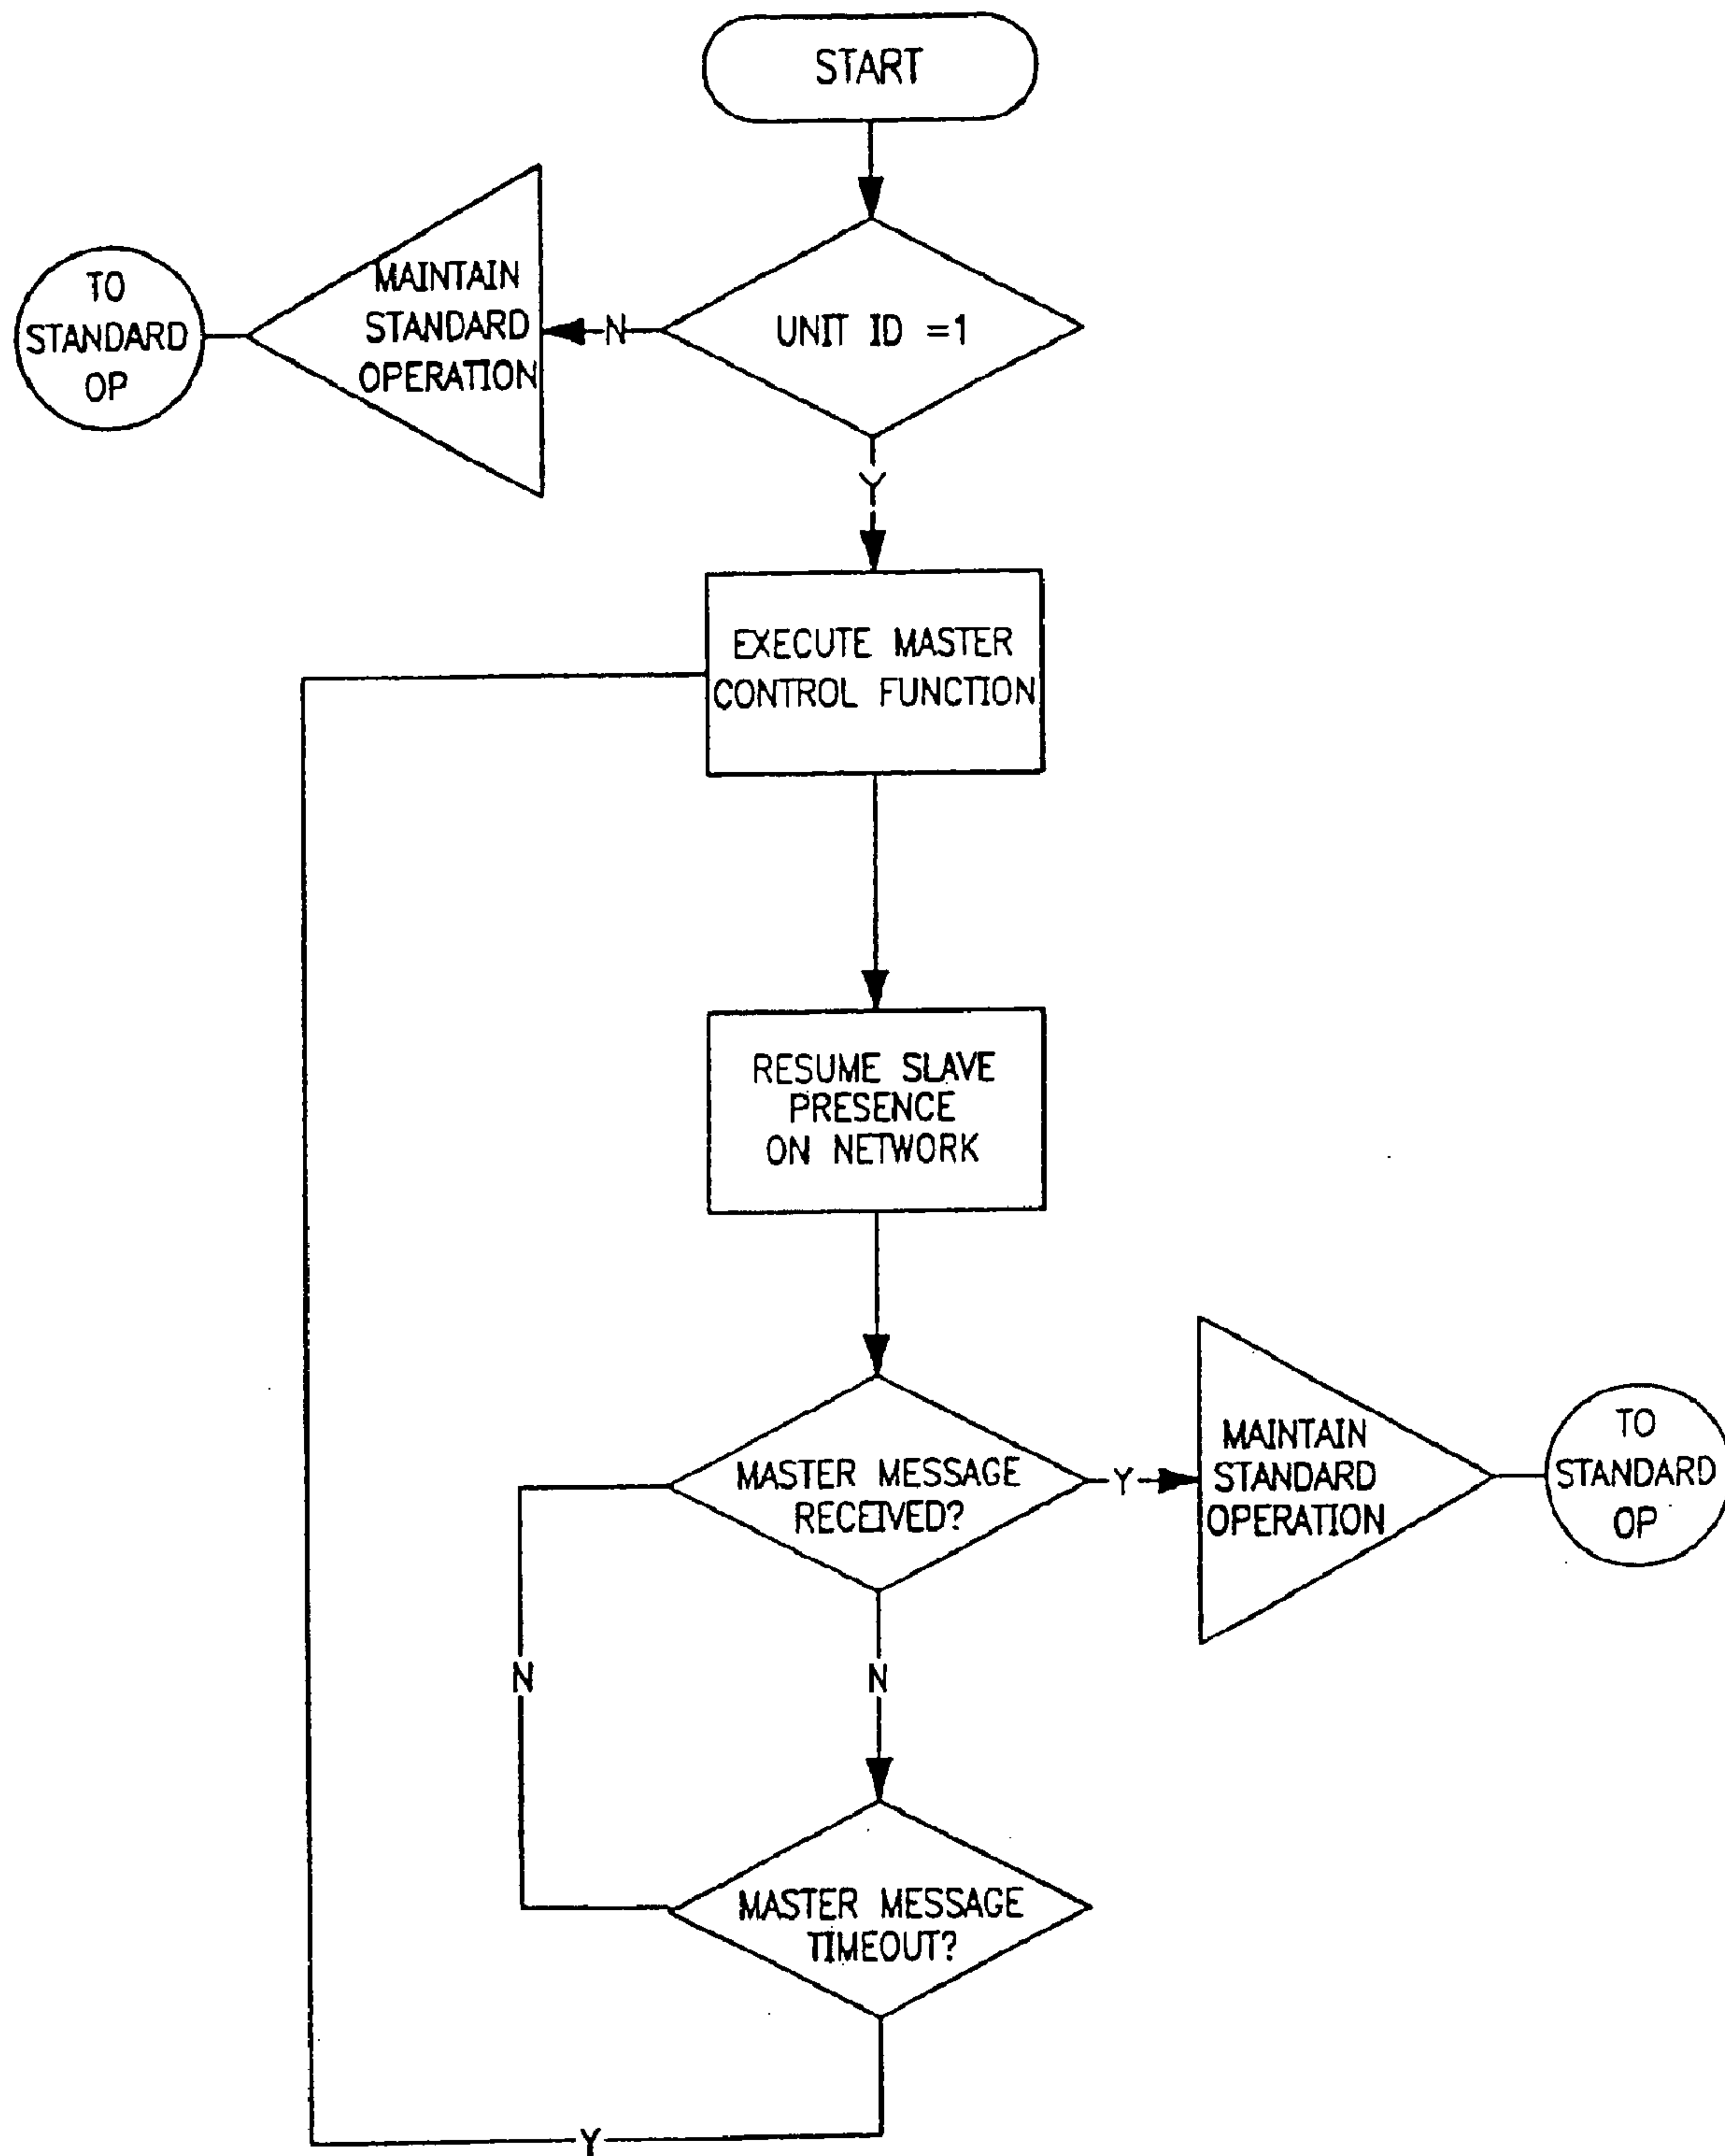 START
UNIT ID =1
N
MAINTAIN
STANDARD
OPERATION
TO
STANDARD
OP
Y
EXECUTE MASTER
CONTROL FUNCTION
RESUME SLAVE
PRESENCE
ON NETWORK
MASTER MESSAGE
RECEIVED?
Y
MAINTAIN
STANDARD
OPERATION
TO
STANDARD
OP
N
N
MASTER MESSAGE
TIMEOUT?
Y